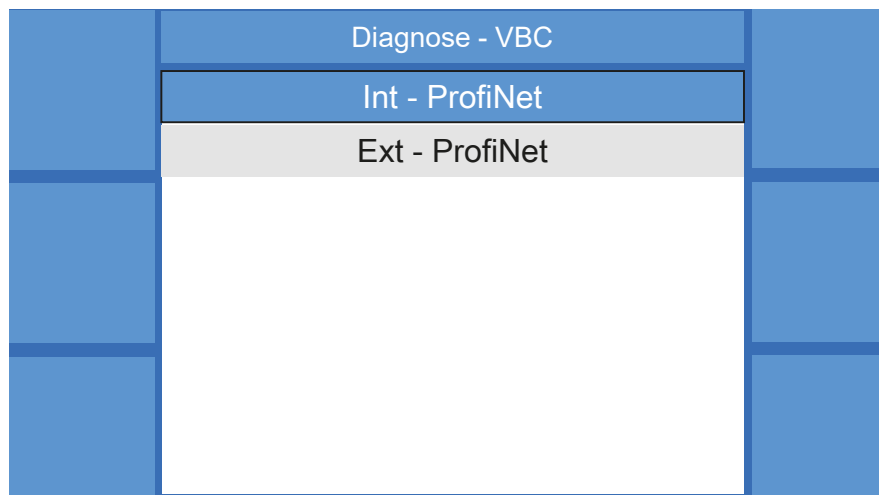 Diagnose - VBC
Int - ProfiNet
Ext - ProfiNet